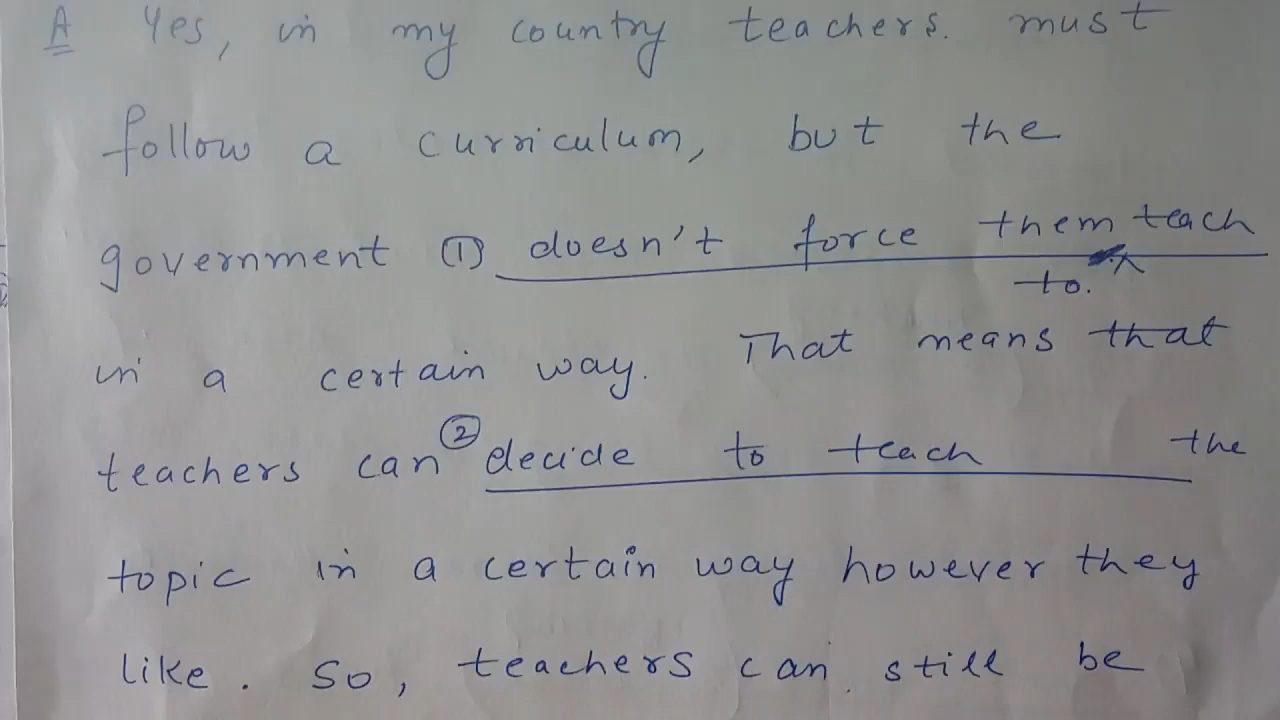 A Yes, in my country teachers. must
follow a curriculum, but the
government ① doesn't force them teach
to.
in a certain way. That means that
teachers can ② decide to teach the
topic in a certain way however they
like. So, teachers can still be